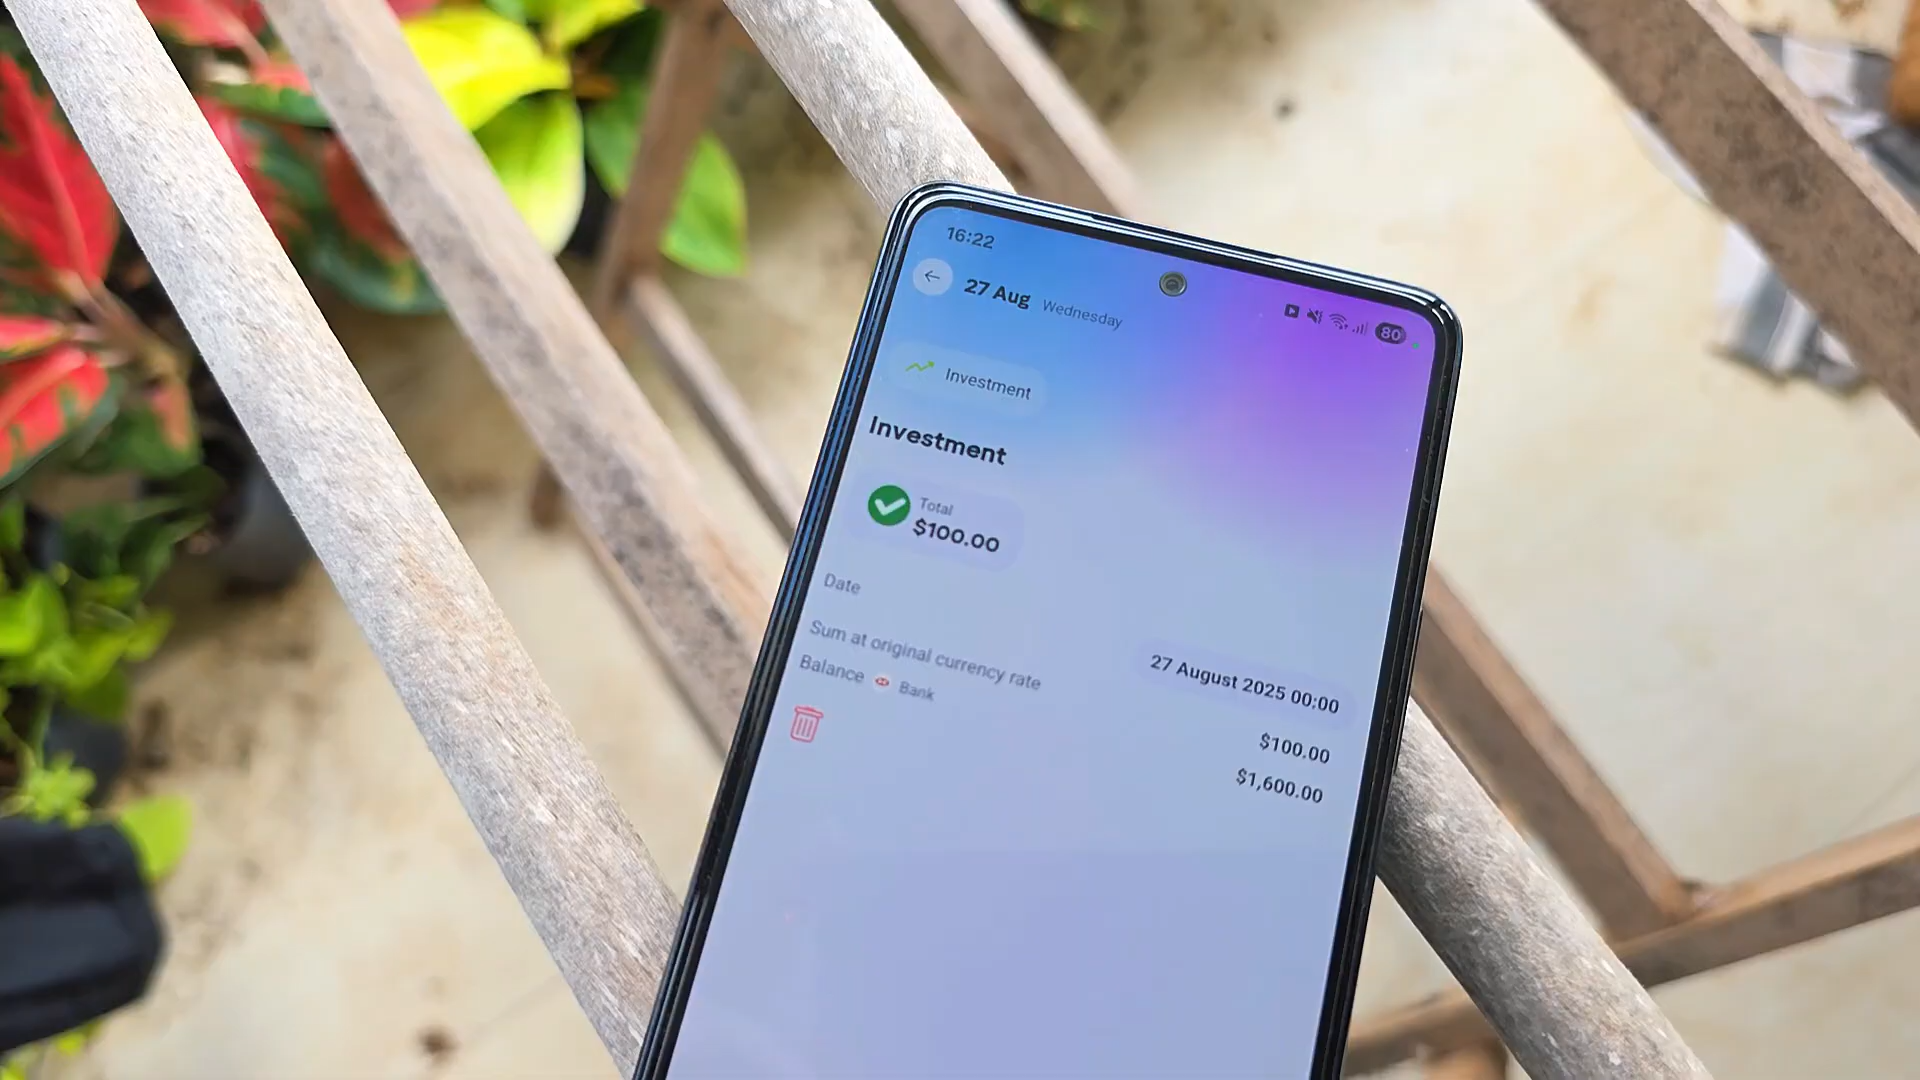 16:22
80
27 Aug Wednesday
Investment
Investment
Total
$100.00
Date
27 August 2025 00:00
Sum at original currency rate
$100.00
Balance Bank
$1,600.00